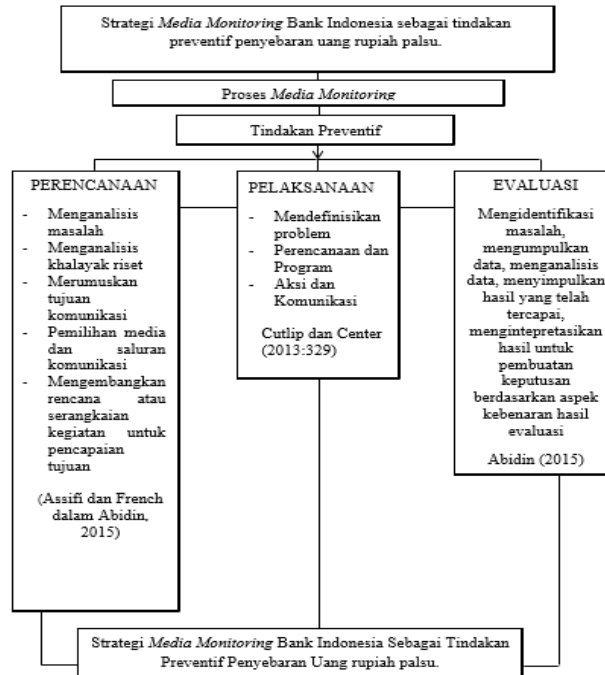 Strategi Media Monitoring Bank Indonesia sebagai tindakan
preventif penyebaran uang rupiah palsu.
Proses Media Monitoring
Tindakan Preventif
PERENCANAAN
- Menganalisis
masalah
- Menganalisis
khalayak riset
- Merumuskan
tujuan
komunikasi
- Pemilihan media
dan saluran
komunikasi
- Mengembangkan
rencana atau
serangkaian
kegiatan untuk
pencapaian
tujuan
(Assifi dan French
dalam Abidin,
2015)
PELAKSANAAN
- Mendefinisikan
problem
- Perencanaan dan
Program
- Aksi dan
Komunikasi
Cutlip dan Center
(2013:329)
EVALUASI
Mengidentifikasi
masalah,
mengumpulkan
data, menganalisis
data, menyimpulkan
hasil yang telah
tercapai,
mengintepretasikan
hasil untuk
pembuatan
keputusan
berdasarkan aspek
kebenaran hasil
evaluasi
Abidin (2015)
Strategi Media Monitoring Bank Indonesia Sebagai Tindakan
Preventif Penyebaran Uang rupiah palsu.